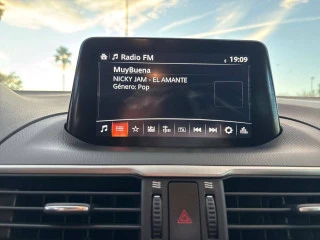 Radio FM 19:09
MuyBuena
NICKY JAM - EL AMANTE
Género: Pop